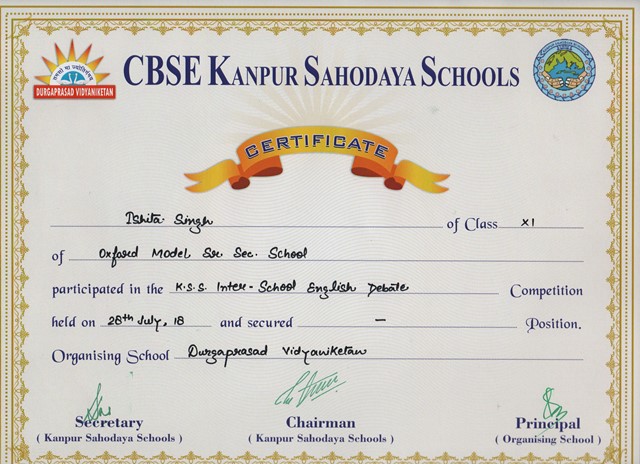 CBSE KANPUR SAHODAYA SCHOOLS
DURGAPRASAD VIDYANIKETAN
CERTIFICATE
Ishita Singh of Class XI
of Oxford Model Sr. Sec. School
participated in the K.S.S. Inter-School English Debate Competition
held on 28th July, 18 and secured – Position.
Organising School Durgaprasad Vidyaniketan
Secretary Chairman Principal
( Kanpur Sahodaya Schools ) ( Kanpur Sahodaya Schools ) ( Organising School )